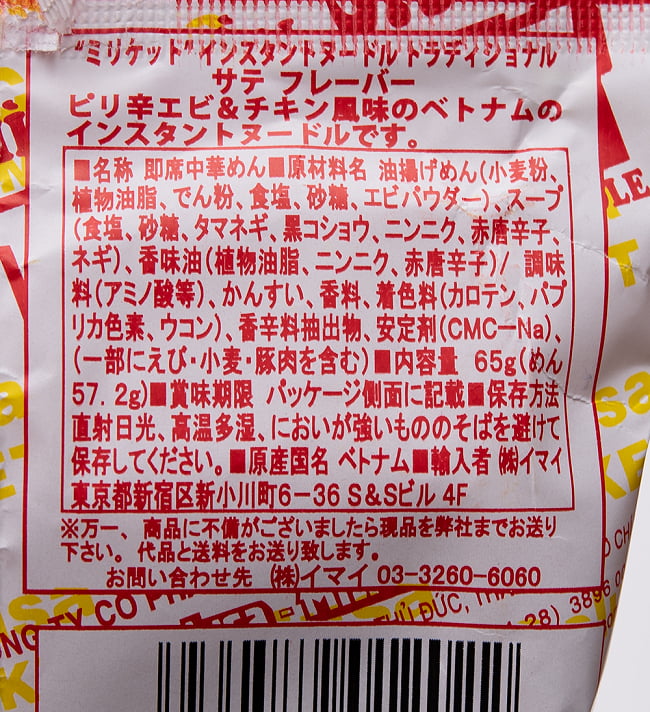 "ミリケット"インスタントヌードル トラディショナル
サテ フレーバー
ピリ辛エビ&チキン風味のベトナムの
インスタントヌードルです。
■名称 即席中華めん■原材料名 油揚げめん(小麦粉、
植物油脂、でん粉、食塩、砂糖、エビパウダー)、スープ
(食塩、砂糖、タマネギ、黒コショウ、ニンニク、赤唐辛子、
ネギ)、香味油(植物油脂、ニンニク、赤唐辛子)/ 調味
料(アミノ酸等)、かんすい、香料、着色料(カロテン、パプ
リカ色素、ウコン)、香辛料抽出物、安定剤(CMC―Na)、
(一部にえび・小麦・豚肉を含む)■内容量 65g(めん
57.2g)■賞味期限 パッケージ側面に記載■保存方法
直射日光、高温多湿、においが強いもののそばを避けて
保存してください。■原産国名 ベトナム■輸入者 ㈱イマイ
東京都新宿区新小川町6－36 S&Sビル 4F
※万一、商品に不備がございましたら現品を弊社までお送り
下さい。代品と送料をお送り致します。
お問い合わせ先 (株)イマイ 03-3260-6060